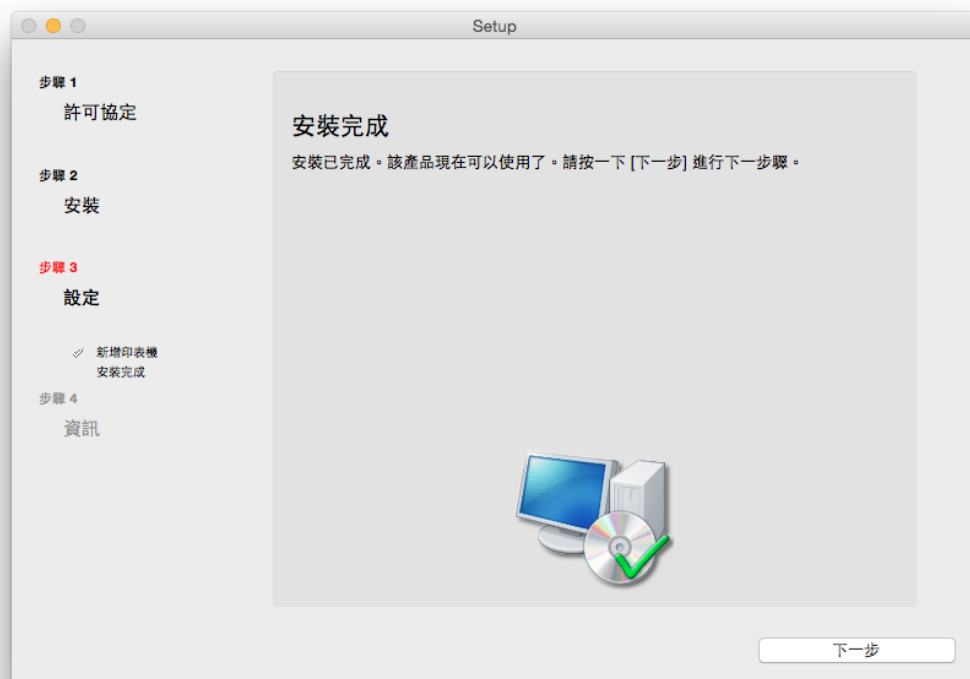 Setup
步驟 1
許可協定
步驟 2
安裝
步驟 3
設定
新增印表機
安裝完成
步驟 4
資訊
安裝完成
安裝已完成。該產品現在可以使用了。請按一下 [下一步] 進行下一步驟。
下一步